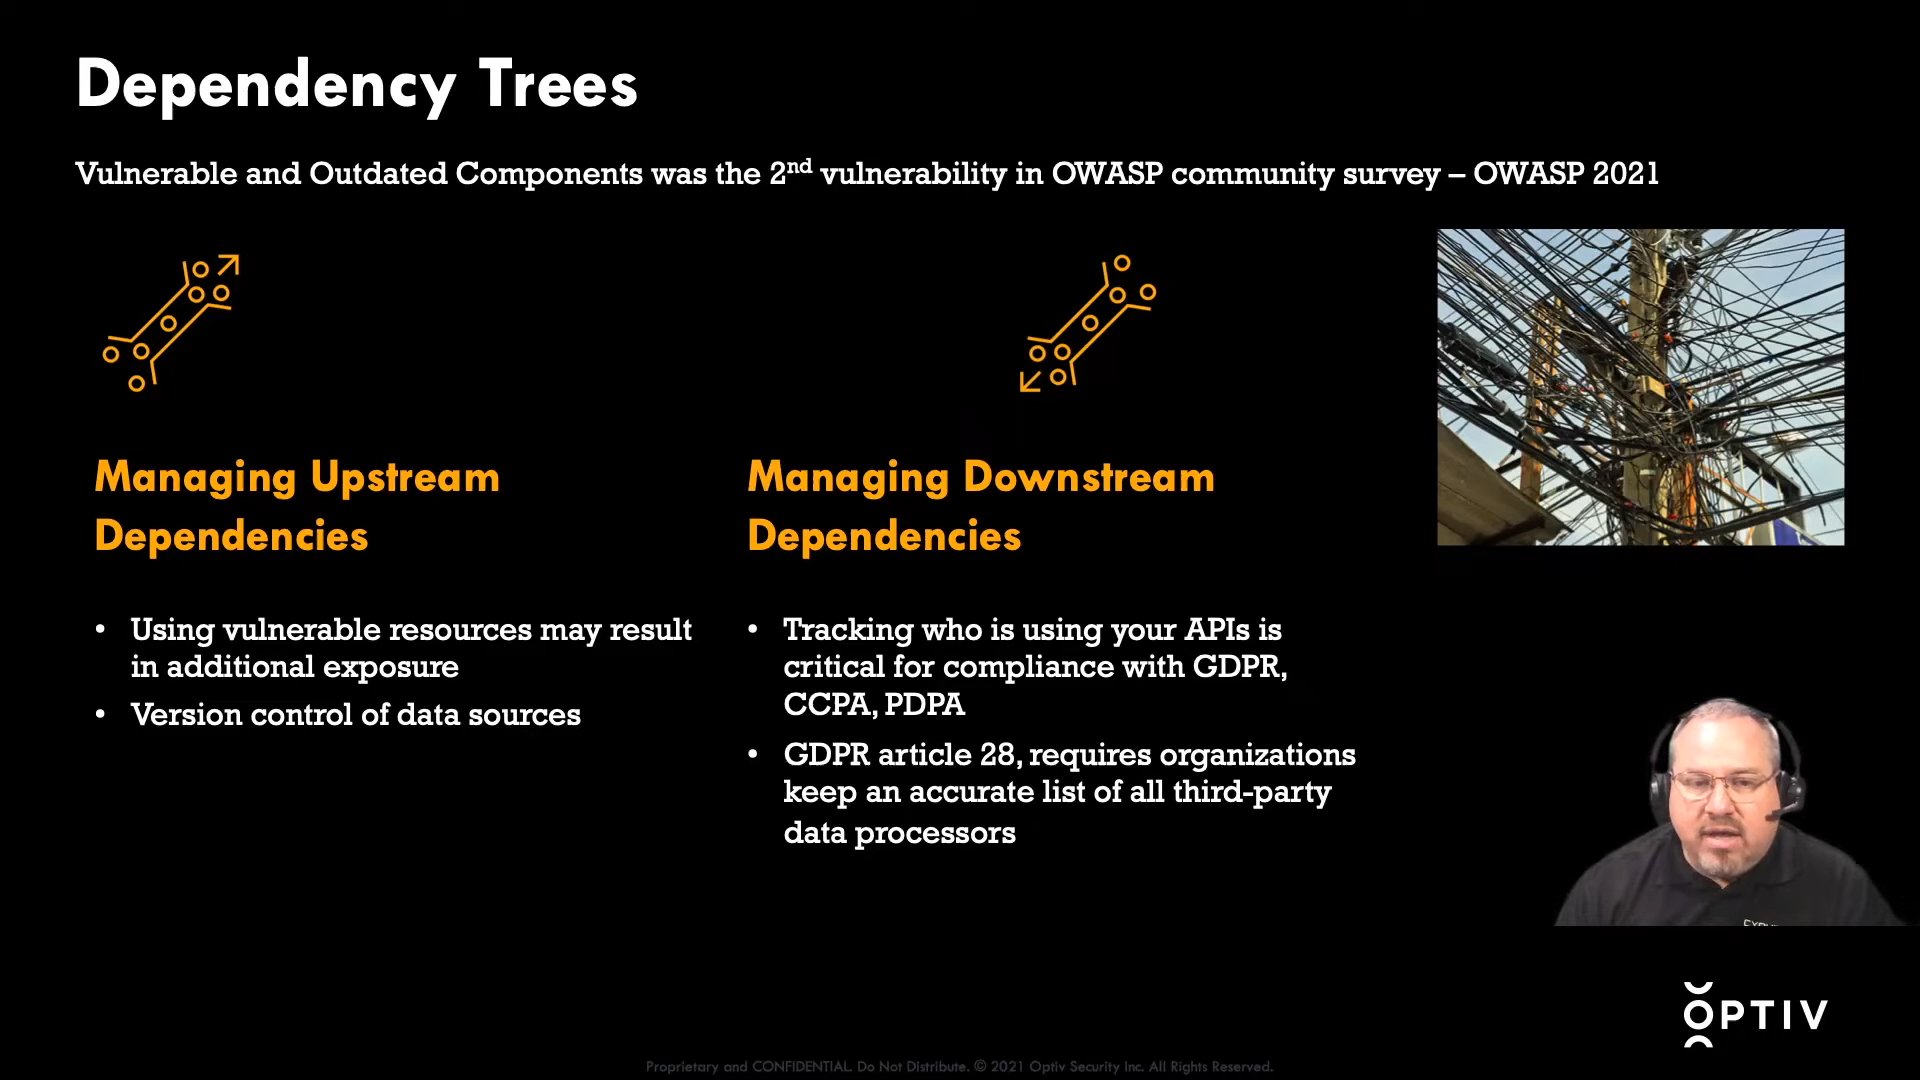 Dependency Trees
Vulnerable and Outdated Components was the 2nd vulnerability in OWASP community survey – OWASP 2021
Managing Upstream
Dependencies
• Using vulnerable resources may result
in additional exposure
• Version control of data sources
Managing Downstream
Dependencies
• Tracking who is using your APIs is
critical for compliance with GDPR,
CCPA, PDPA
• GDPR article 28, requires organizations
keep an accurate list of all third-party
data processors
OPTIV
Proprietary and CONFIDENTIAL. Do Not Distribute. © 2021 Optiv Security Inc. All Rights Reserved.